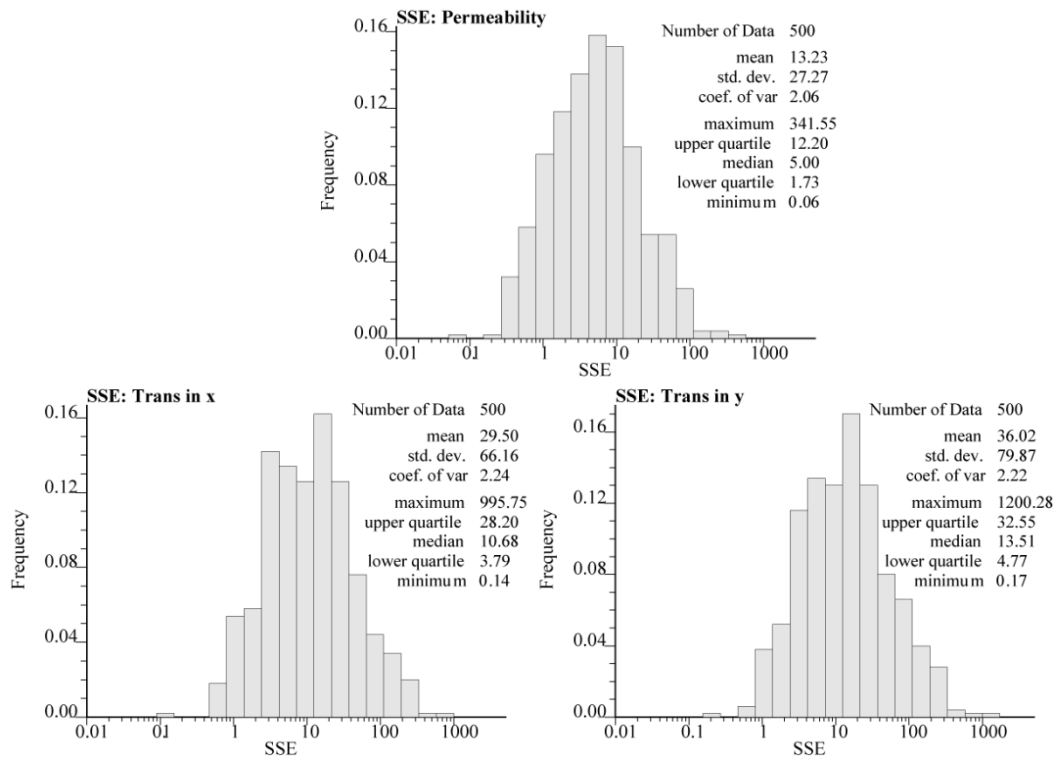 SSE: Permeability
Number of Data 500
mean 13.23
std. dev. 27.27
coef. of var 2.06
maximum 341.55
upper quartile 12.20
median 5.00
lower quartile 1.73
minimum 0.06
Frequency
0.16
0.12
0.08
0.04
0.00
0.01 0.1 1 10 100 1000
SSE
SSE: Trans in x
Number of Data 500
mean 29.50
std. dev. 66.16
coef. of var 2.24
maximum 995.75
upper quartile 28.20
median 10.68
lower quartile 3.79
minimum 0.14
Frequency
0.16
0.12
0.08
0.04
0.00
0.01 0.1 1 10 100 1000
SSE
SSE: Trans in y
Number of Data 500
mean 36.02
std. dev. 79.87
coef. of var 2.22
maximum 1200.28
upper quartile 32.55
median 13.51
lower quartile 4.77
minimum 0.17
Frequency
0.16
0.12
0.08
0.04
0.00
0.01 0.1 1 10 100 1000
SSE